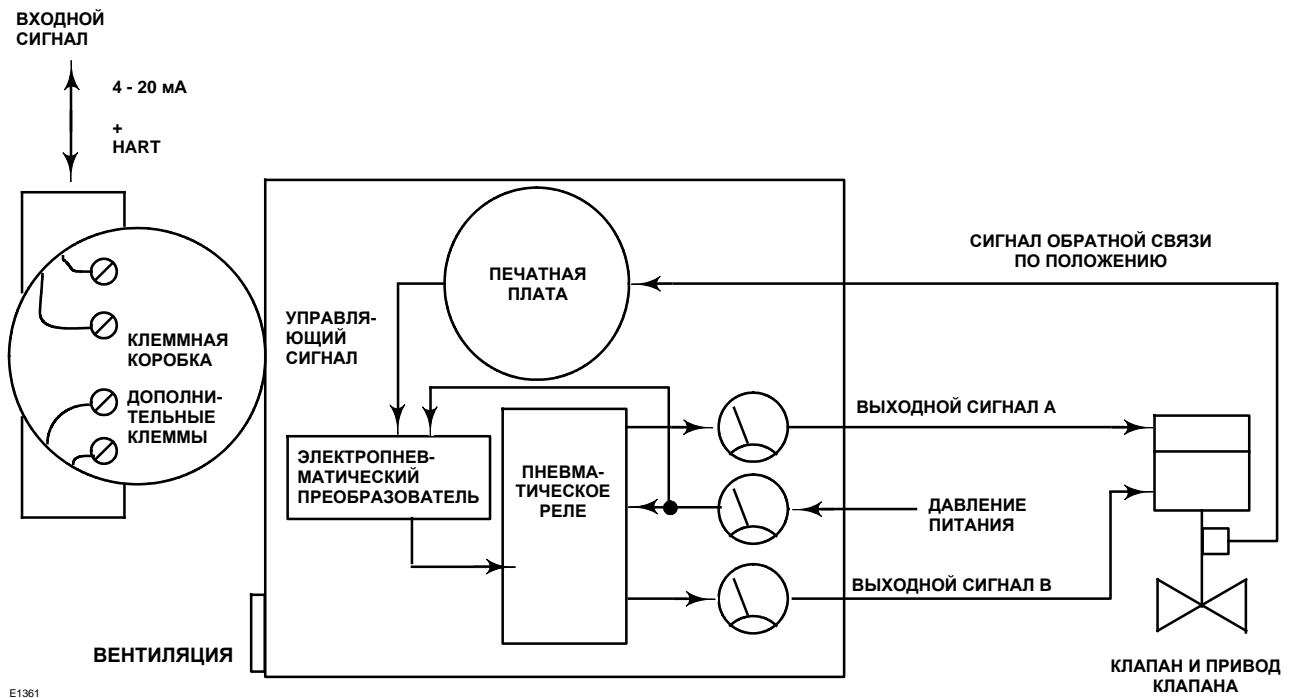 ВХОДНОЙ
СИГНАЛ
4 - 20 мА
+
HART
КЛЕММНАЯ
КОРОБКА
ДОПОЛНИ-
ТЕЛЬНЫЕ
КЛЕММЫ
УПРАВЛЯ-
ЮЩИЙ
СИГНАЛ
ПЕЧАТНАЯ
ПЛАТА
СИГНАЛ ОБРАТНОЙ СВЯЗИ
ПО ПОЛОЖЕНИЮ
ЭЛЕКТРОПНЕВ-
МАТИЧЕСКИЙ
ПРЕОБРАЗОВАТЕЛЬ
ПНЕВМА-
ТИЧЕСКОЕ
РЕЛЕ
ВЫХОДНОЙ СИГНАЛ А
ДАВЛЕНИЕ
ПИТАНИЯ
ВЫХОДНОЙ СИГНАЛ В
ВЕНТИЛЯЦИЯ
КЛАПАН И ПРИВОД
КЛАПАНА
E1361